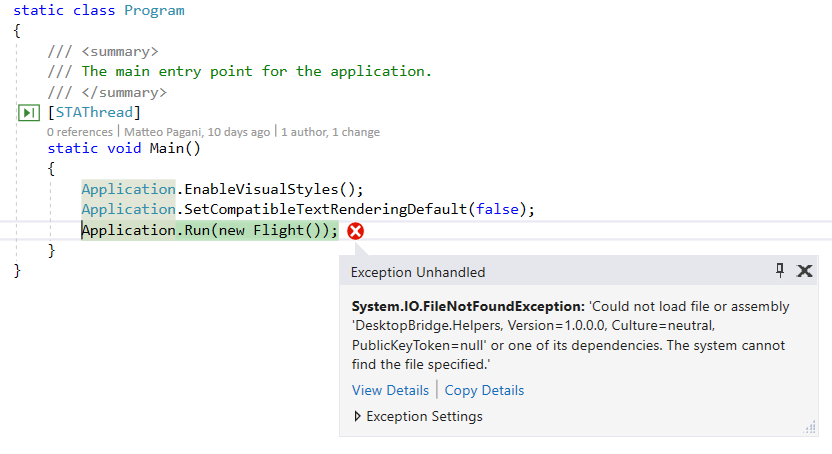 static class Program
{
/// <summary>
/// The main entry point for the application.
/// </summary>
[STAThread]
0 references | Matteo Pagani, 10 days ago | 1 author, 1 change
static void Main()
{
Application.EnableVisualStyles();
Application.SetCompatibleTextRenderingDefault(false);
Application.Run(new Flight());
}
}
Exception Unhandled
System.IO.FileNotFoundException: 'Could not load file or assembly
'DesktopBridge.Helpers, Version=1.0.0.0, Culture=neutral,
PublicKeyToken=null' or one of its dependencies. The system cannot
find the file specified.'
View Details | Copy Details
Exception Settings